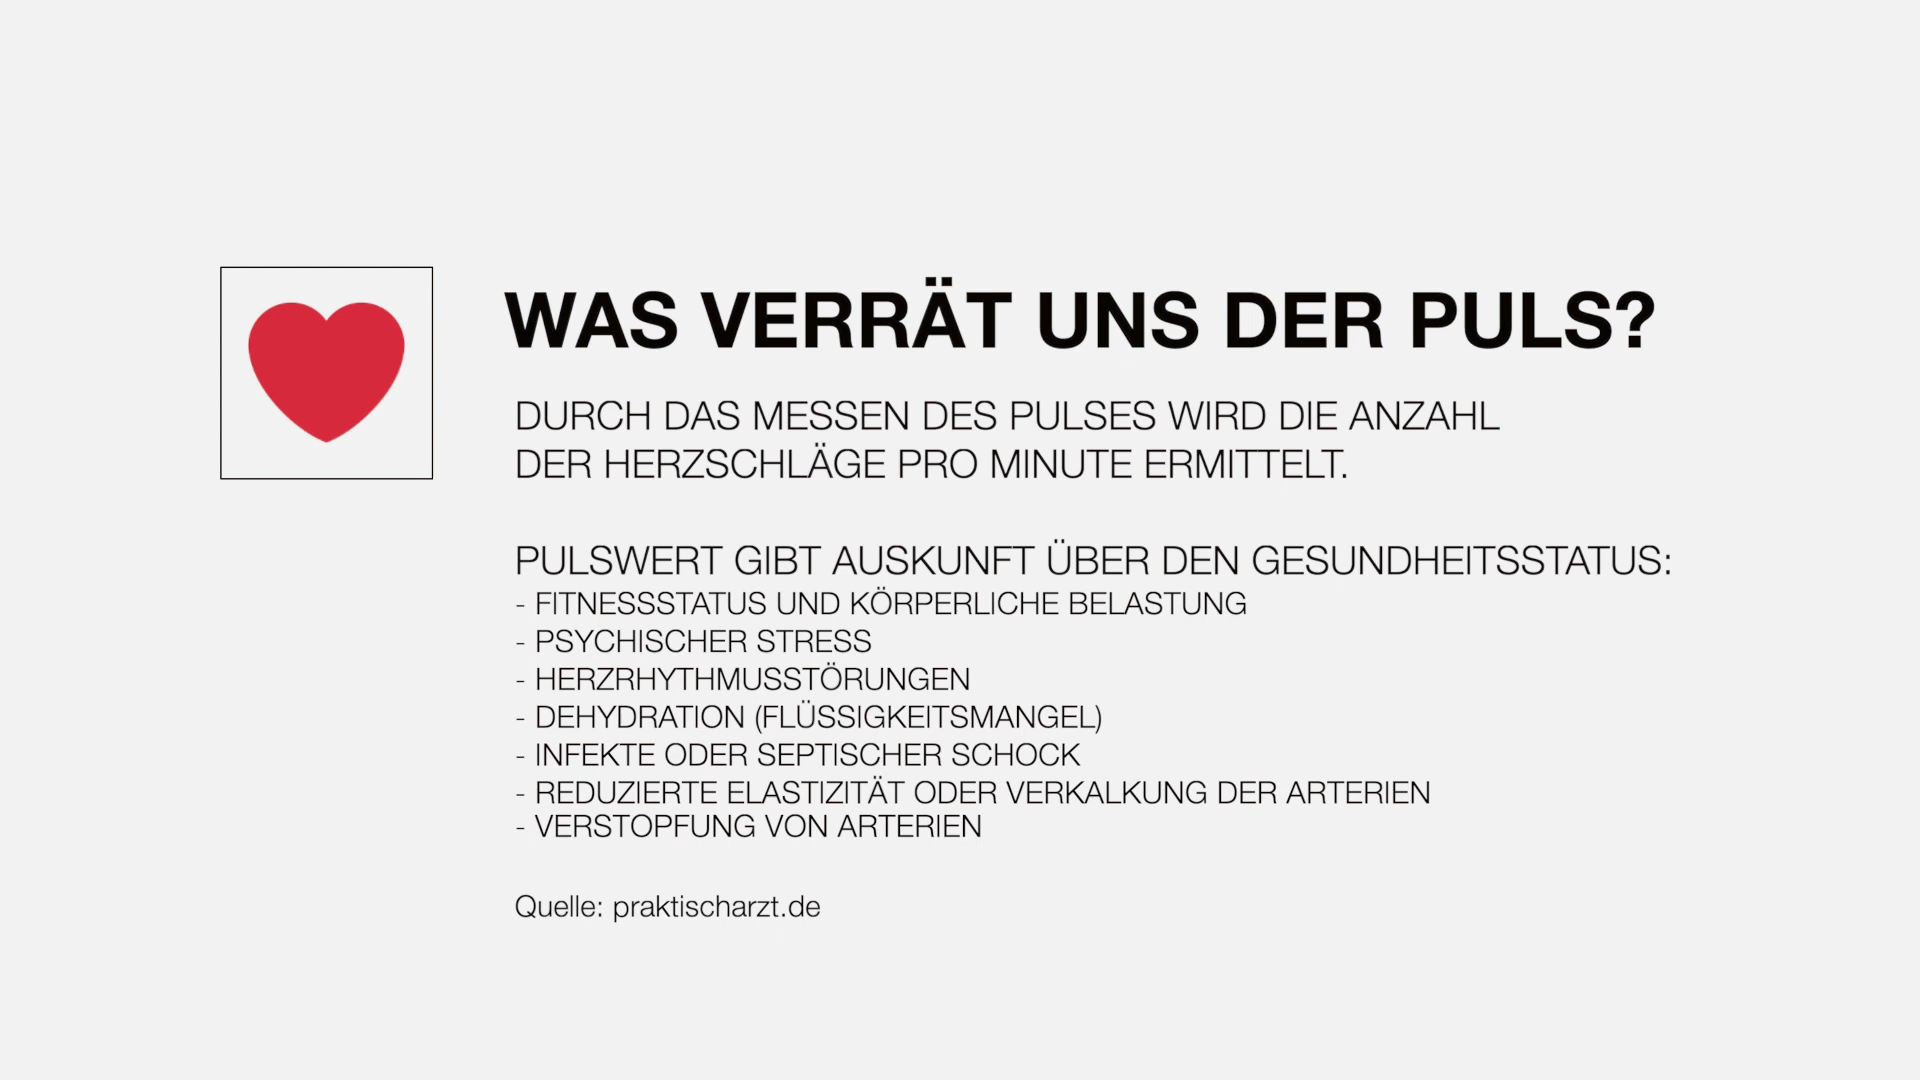 WAS VERRÄT UNS DER PULS?
DURCH DAS MESSEN DES PULSES WIRD DIE ANZAHL
DER HERZSCHLÄGE PRO MINUTE ERMITTELT.
PULSWERT GIBT AUSKUNFT ÜBER DEN GESUNDHEITSSTATUS:
- FITNESSSTATUS UND KÖRPERLICHE BELASTUNG
- PSYCHISCHER STRESS
- HERZRHYTHMUSSTÖRUNGEN
- DEHYDRATION (FLÜSSIGKEITSMANGEL)
- INFEKTE ODER SEPTISCHER SCHOCK
- REDUZIERTE ELASTIZITÄT ODER VERKALKUNG DER ARTERIEN
- VERSTOPFUNG VON ARTERIEN
Quelle: praktischarzt.de